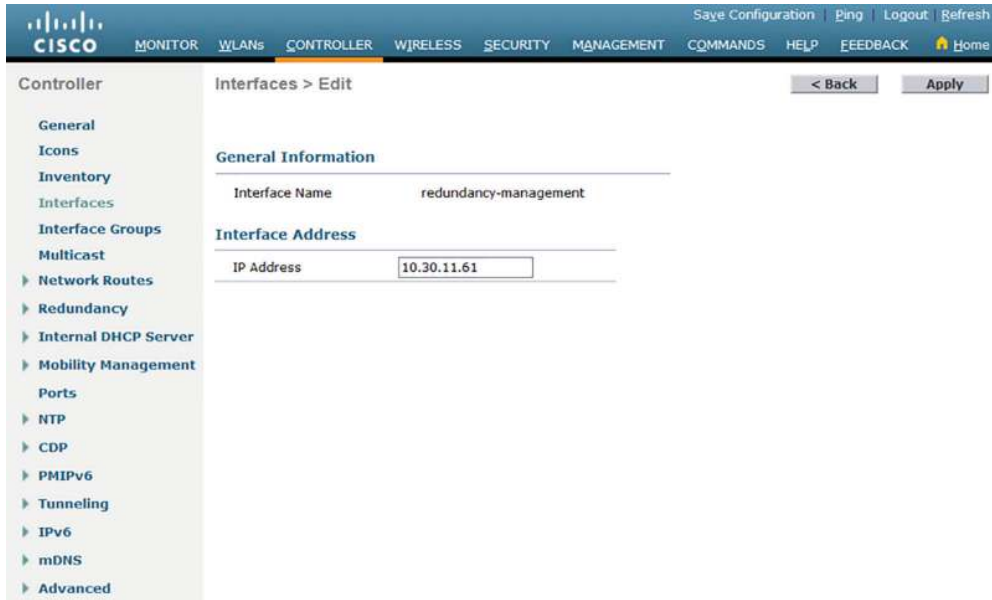 Save Configuration | Ping | Logout | Refresh
CISCO MONITOR WLANs CONTROLLER WIRELESS SECURITY MANAGEMENT COMMANDS HELP FEEDBACK Home
Controller
Interfaces > Edit
< Back
Apply
General
Icons
Inventory
Interfaces
Interface Groups
Multicast
Network Routes
Redundancy
Internal DHCP Server
Mobility Management
Ports
NTP
CDP
PMIPv6
Tunneling
IPv6
mDNS
Advanced
General Information
Interface Name redundancy-management
Interface Address
IP Address 10.30.11.61